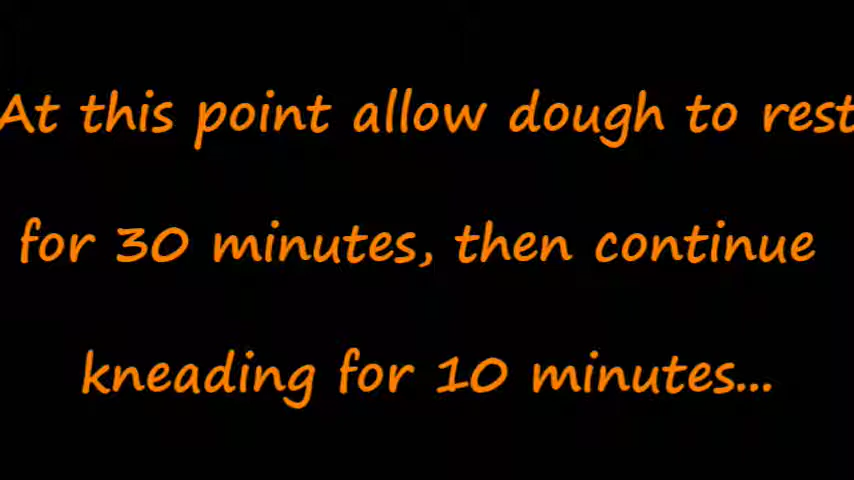 At this point allow dough to rest
for 30 minutes, then continue
kneading for 10 minutes...